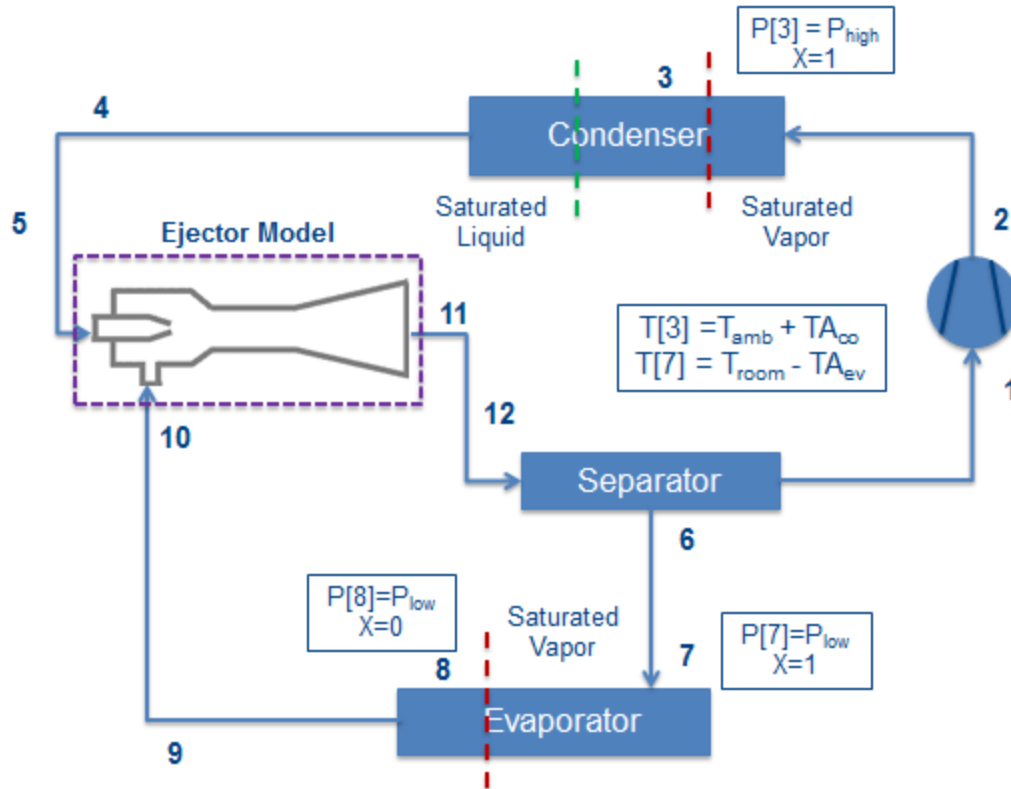 P[3] = Phigh
X=1
3
4
Condenser
5
Saturated
Liquid
Saturated
Vapor
2
Ejector Model
11
T[3] =Tamb + TAco
T[7] = Troom - TAev
1
10
12
Separator
6
P[8]=Plow
X=0
Saturated
Vapor
7
P[7]=Plow
X=1
8
Evaporator
9